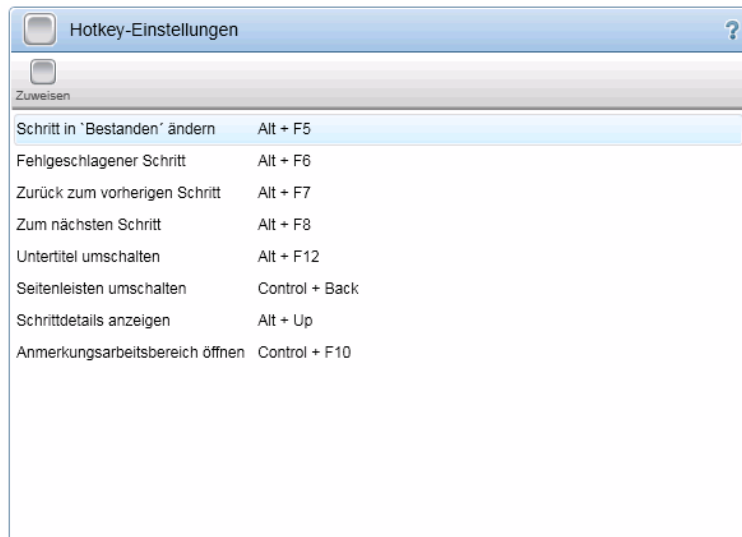 Hotkey-Einstellungen ?
Zuweisen
Schritt in `Bestanden´ ändern Alt + F5
Fehlgeschlagener Schritt Alt + F6
Zurück zum vorherigen Schritt Alt + F7
Zum nächsten Schritt Alt + F8
Untertitel umschalten Alt + F12
Seitenleisten umschalten Control + Back
Schrittdetails anzeigen Alt + Up
Anmerkungsarbeitsbereich öffnen Control + F10